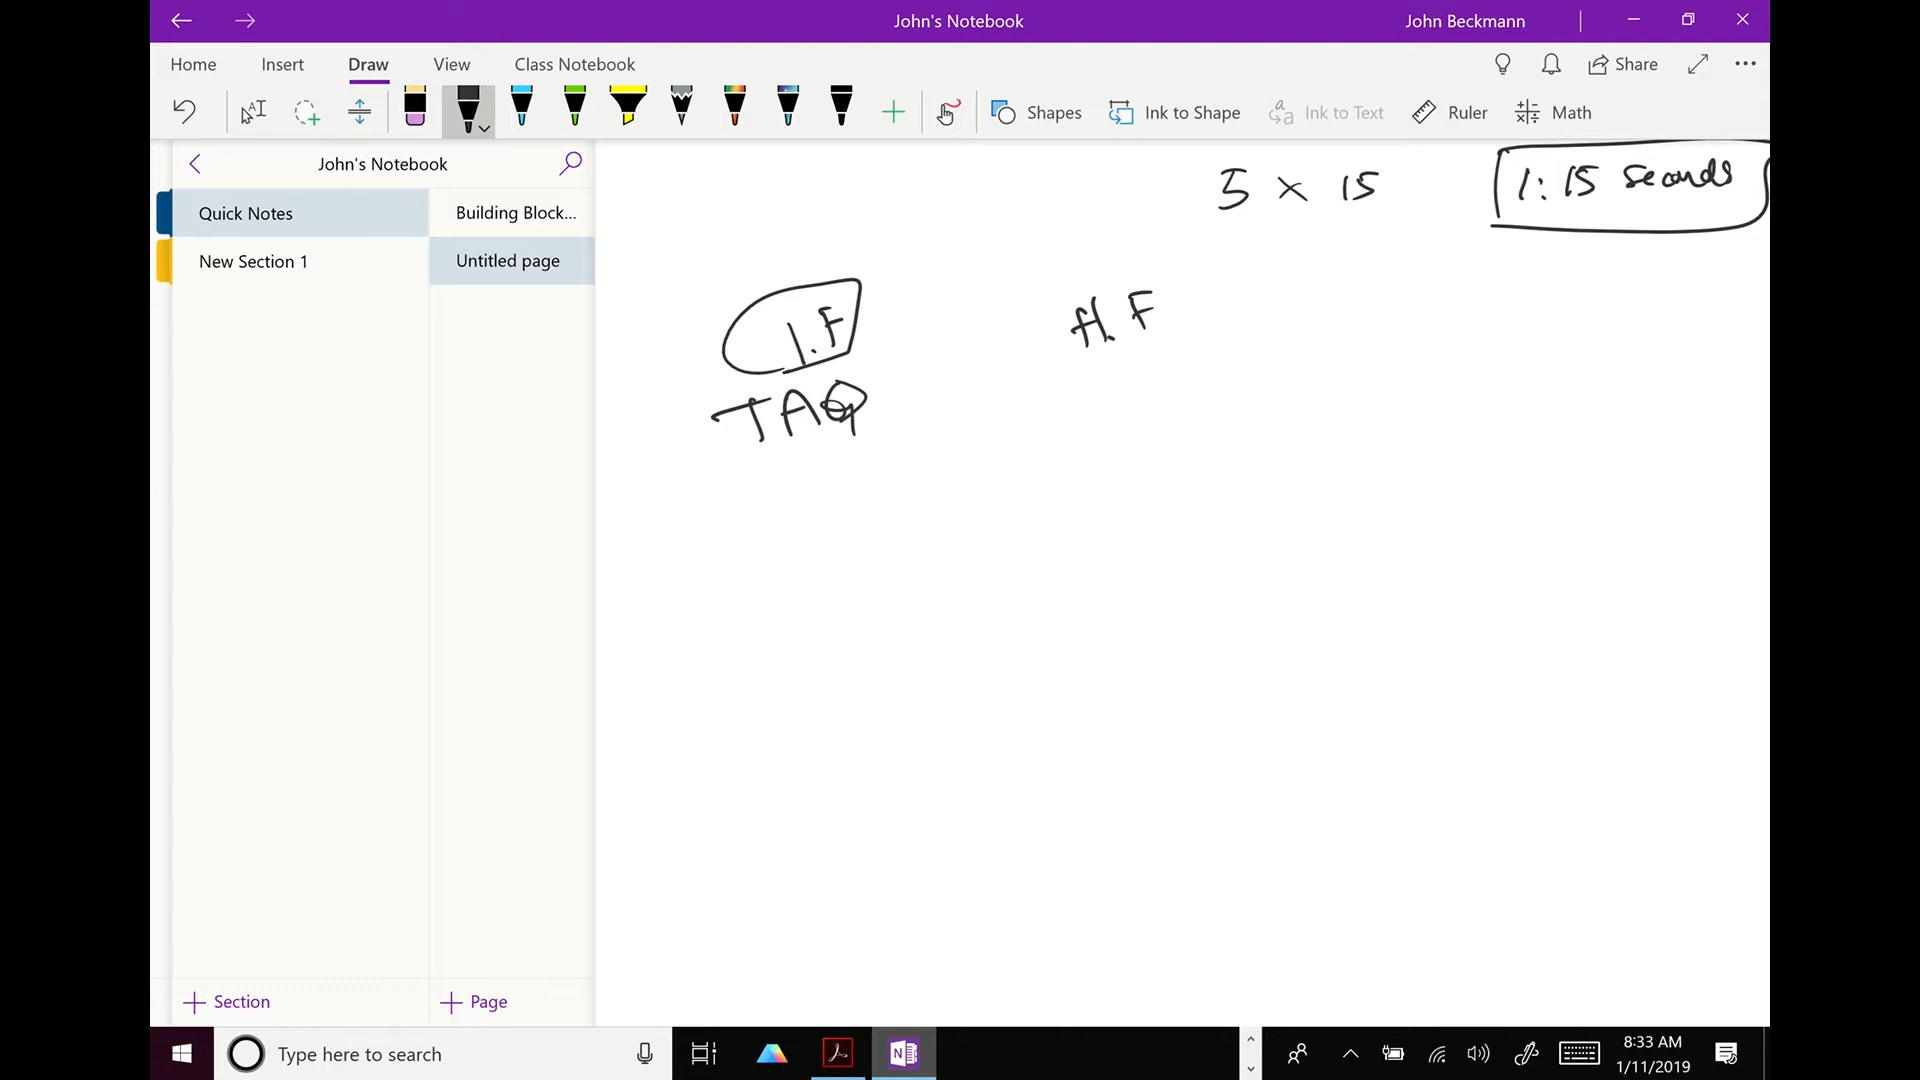 John's Notebook
John Beckmann
Home Insert Draw View Class Notebook
Share
Shapes Ink to Shape Ink to Text Ruler Math
John's Notebook
Quick Notes
New Section 1
Building Block...
Untitled page
5 x 15
1:15 seconds
I.F
H.F
TAQ
Section
Page
Type here to search
8:33 AM
1/11/2019